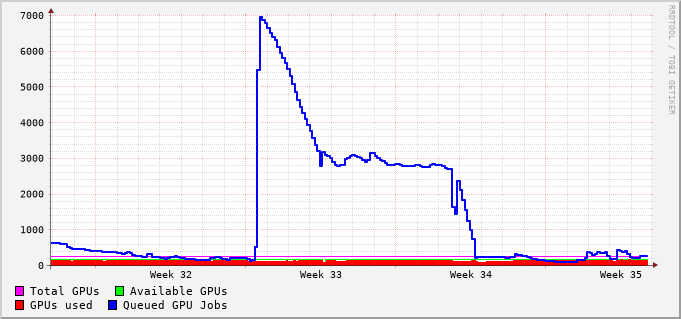 7000
6000
5000
4000
3000
2000
1000
0
Week 32 Week 33 Week 34 Week 35
Total GPUs Available GPUs
GPUs used Queued GPU Jobs
RRDTOOL / TOBI OETIKER